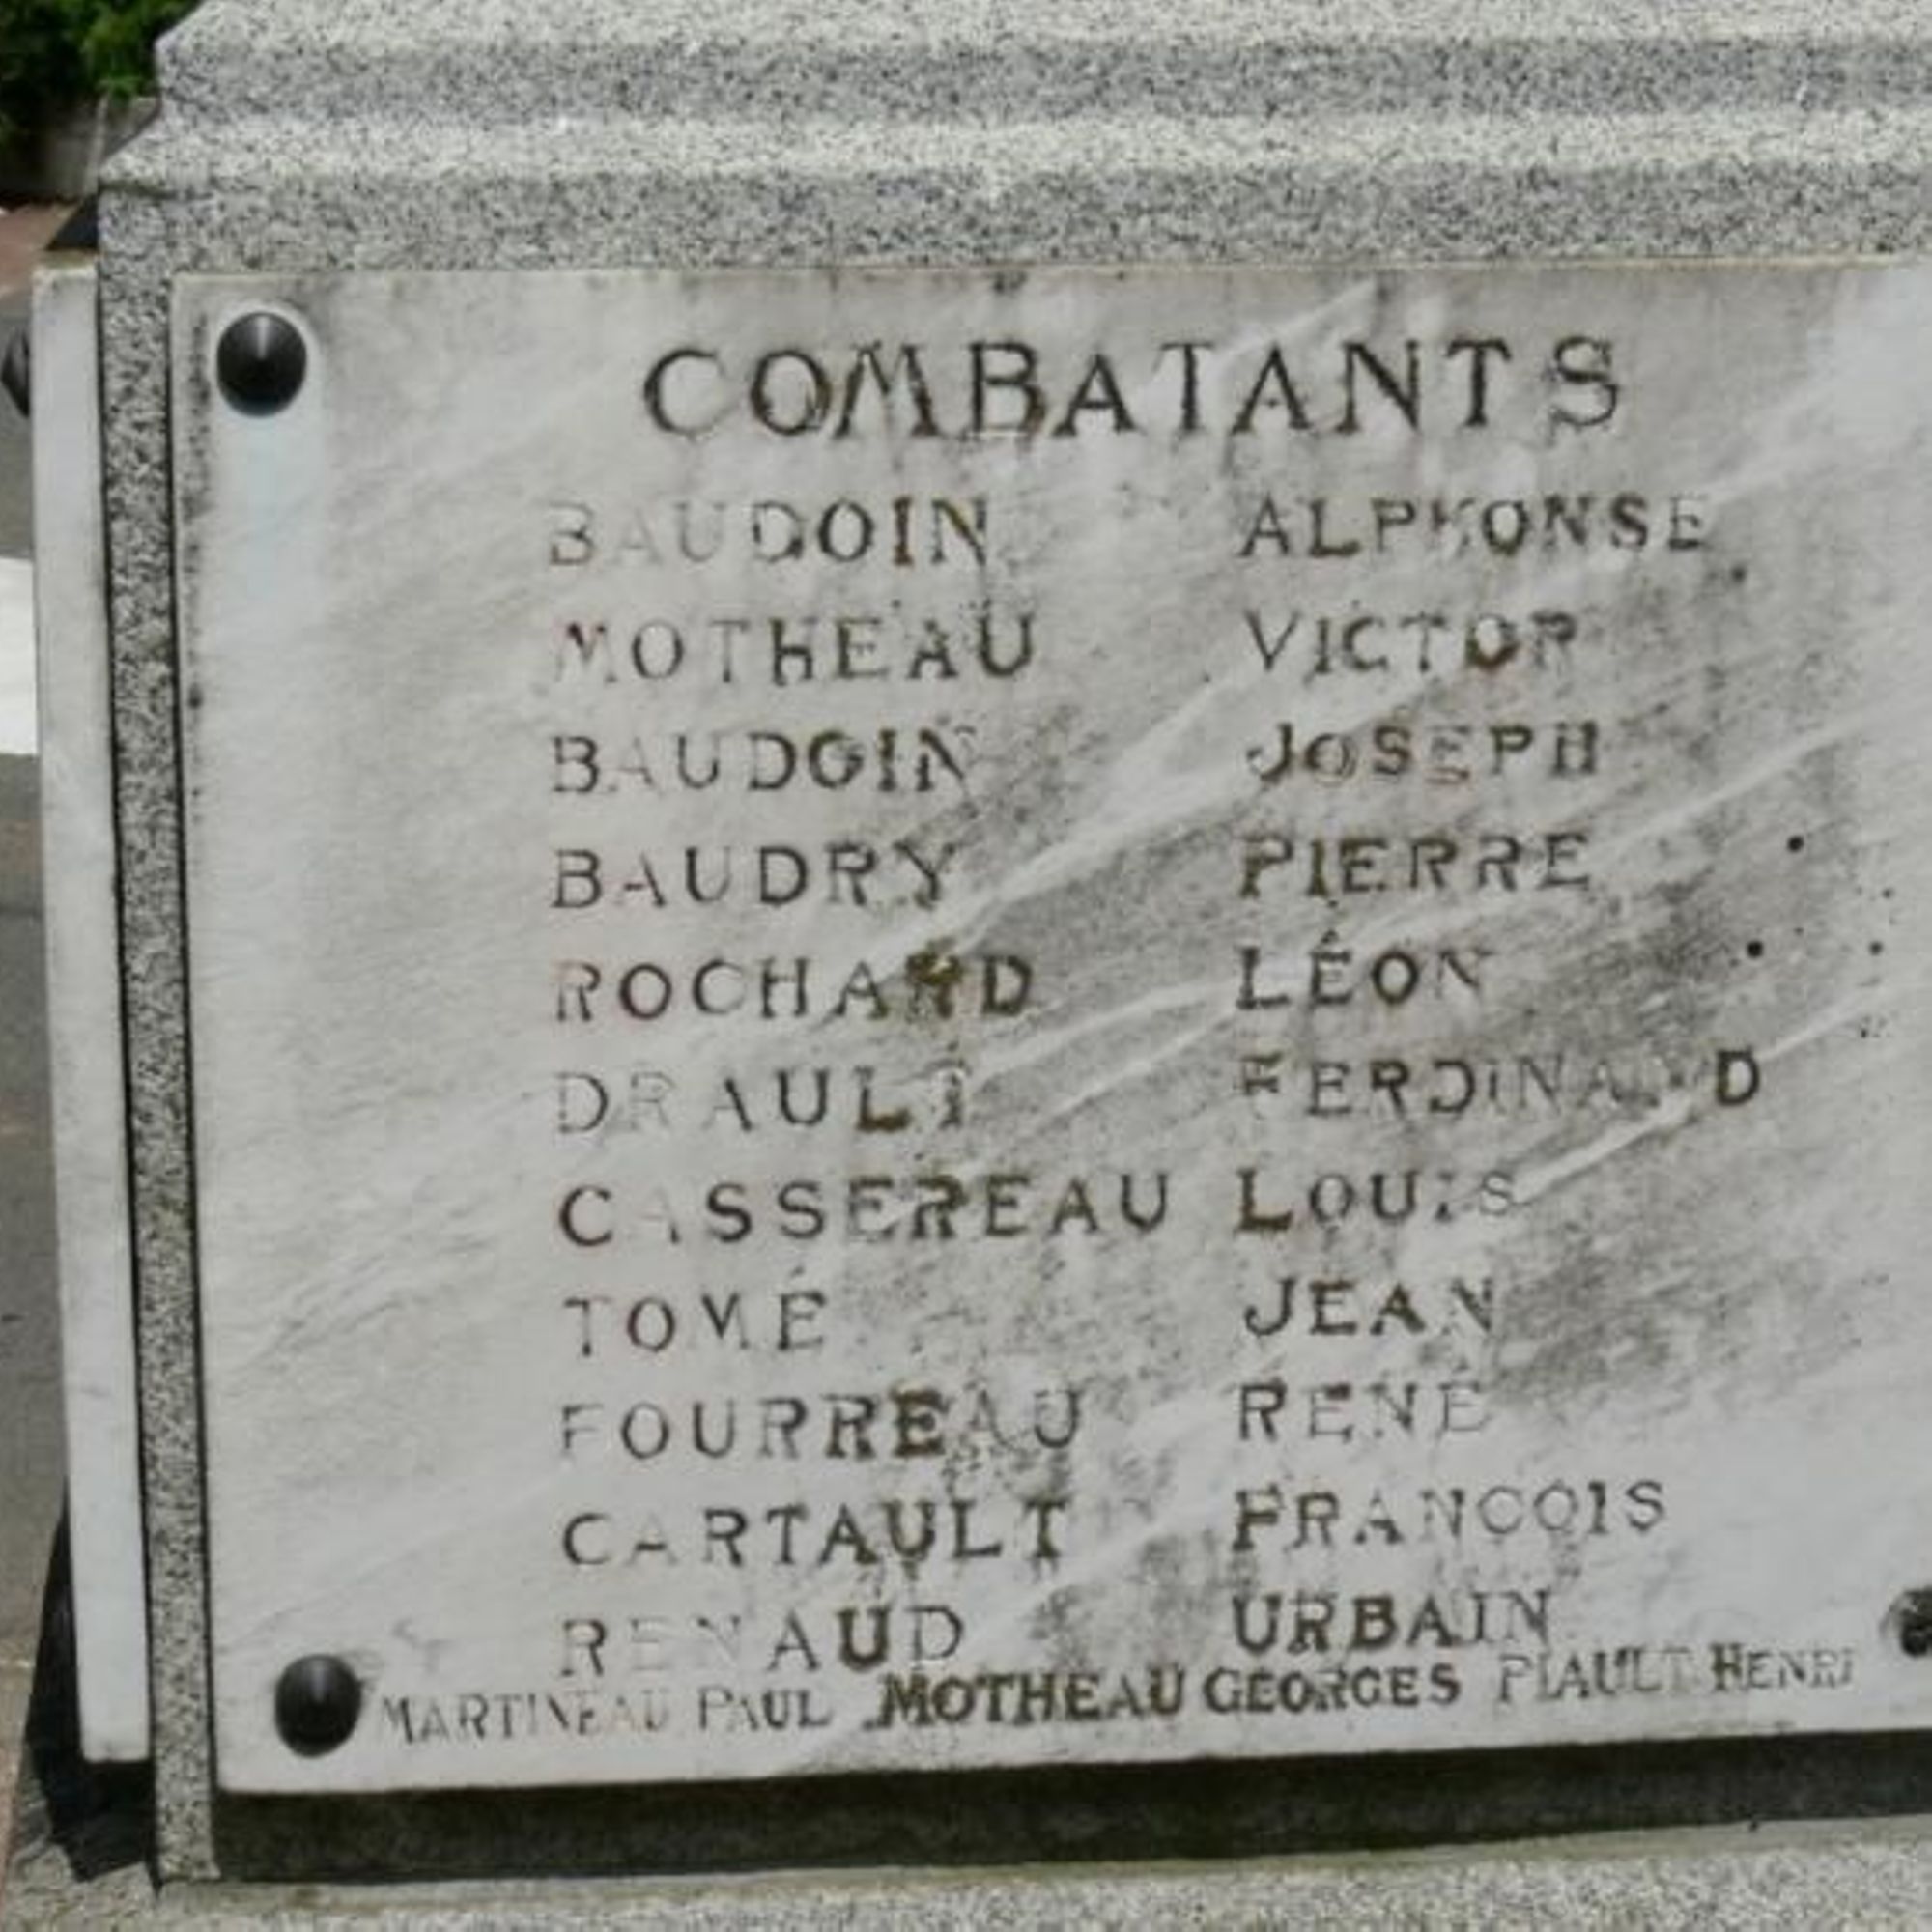 COMBATANTS
BAUDOIN ALPHONSE
MOTHEAU VICTOR
BAUDOIN JOSEPH
BAUDRY PIERRE
ROCHARD LÉON
DRAULT FERDINAND
CASSEREAU LOUIS
TOMÉ JEAN
FOURREAU RENÉ
CARTAULT FRANCOIS
RENAUD URBAIN
MARTINEAU PAUL MOTHEAU GEORGES PIAULT HENRI